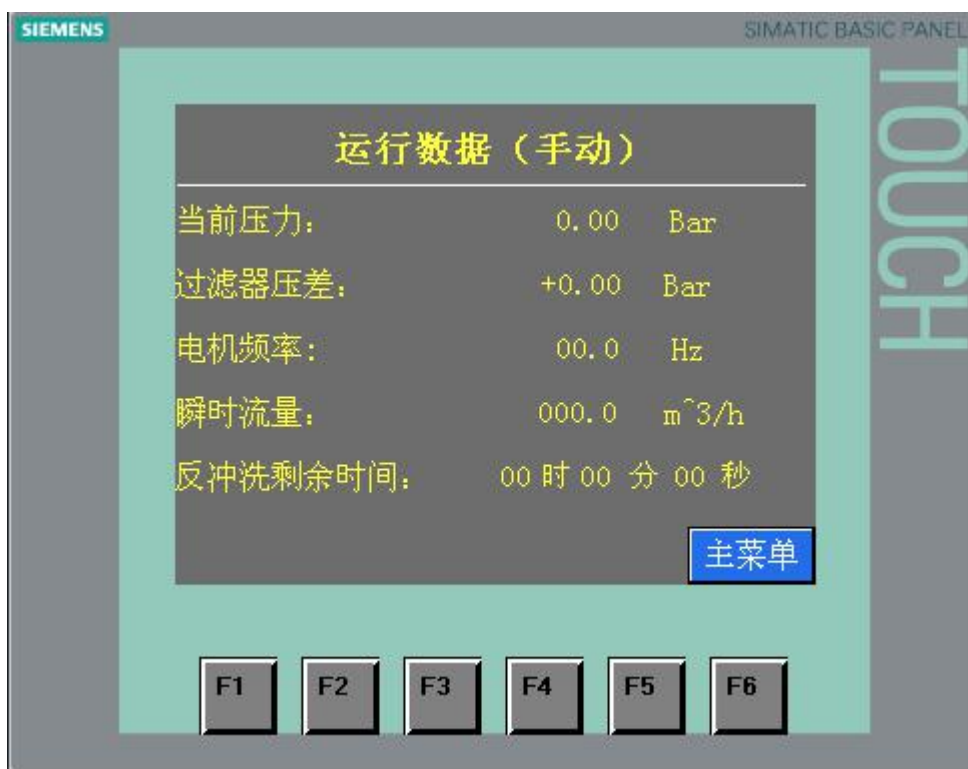 SIEMENS
SIMATIC BASIC PANEL
TOUCH
运行数据（手动）
当前压力： 0.00 Bar
过滤器压差： +0.00 Bar
电机频率： 00.0 Hz
瞬时流量： 000.0 m^3/h
反冲洗剩余时间： 00 时 00 分 00 秒
主菜单
F1 F2 F3 F4 F5 F6